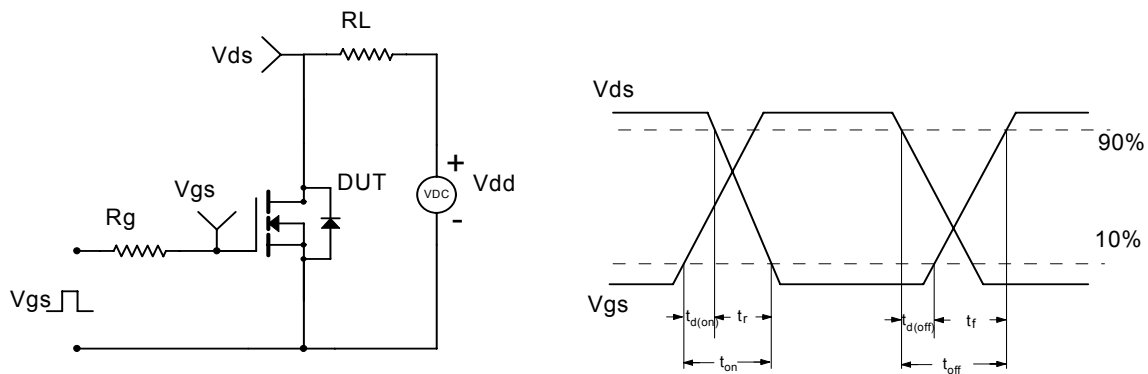 RL
Vds
DUT
+
VDC
Vdd
-
Vgs
Rg
Vgs
Vds
90%
10%
Vgs
td(on)
tr
td(off)
tf
ton
toff